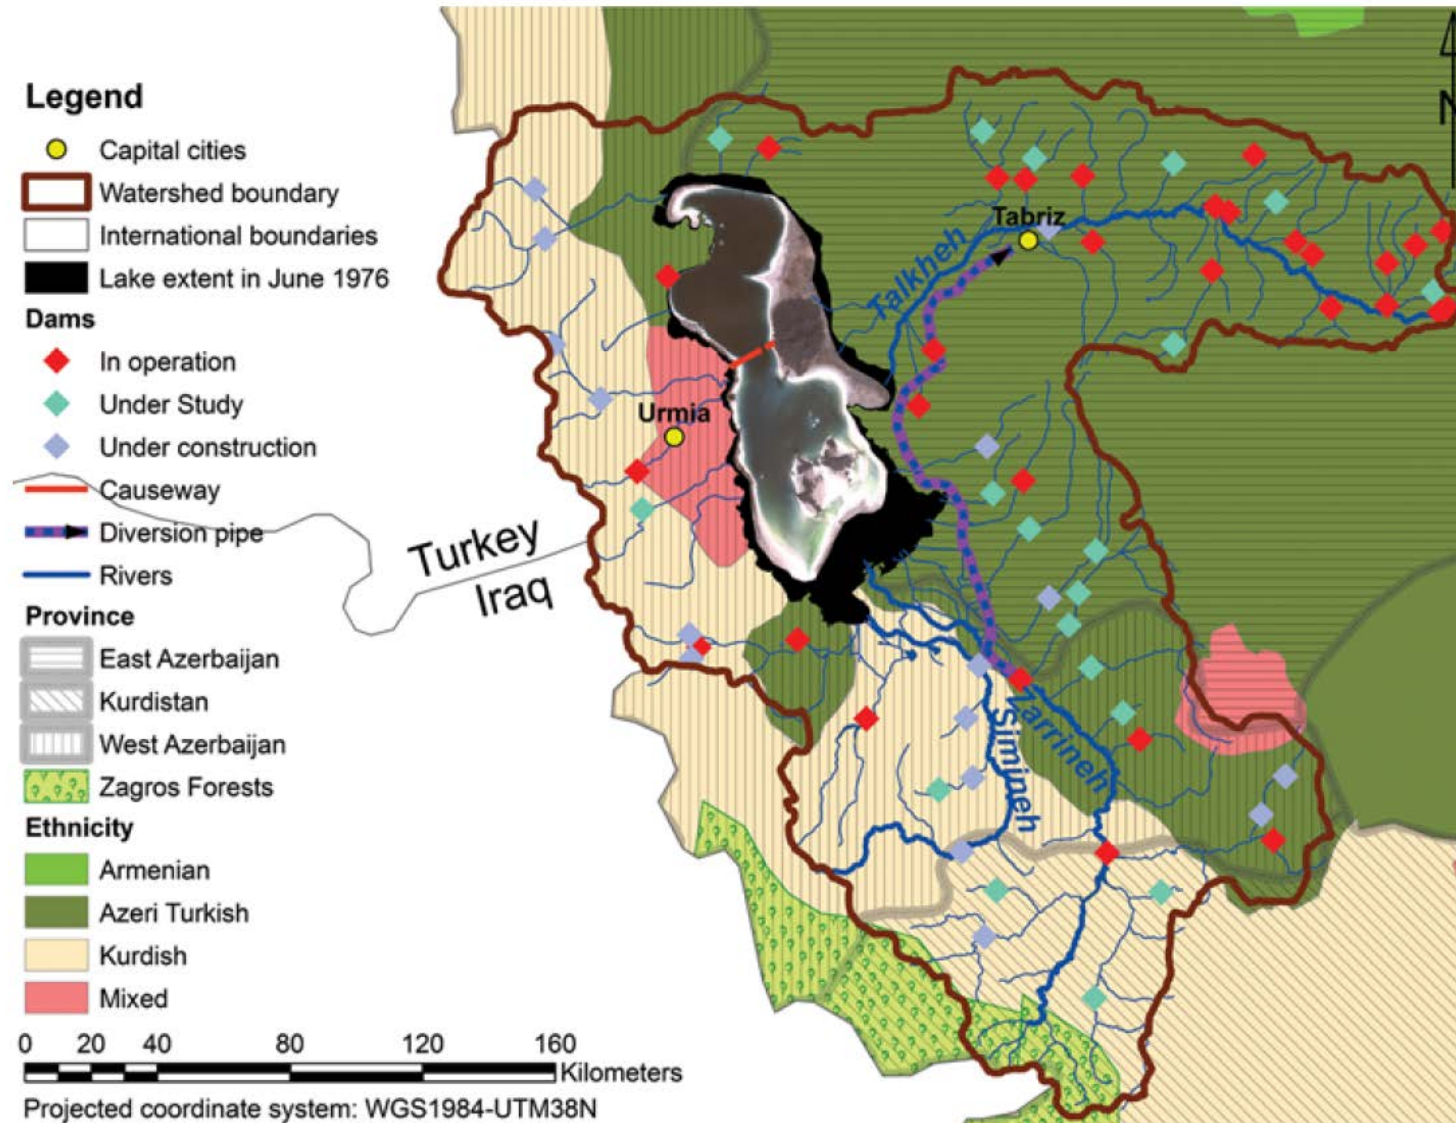 Legend
Capital cities
Watershed boundary
International boundaries
Lake extent in June 1976
Dams
In operation
Under Study
Under construction
Causeway
Diversion pipe
Rivers
Province
East Azerbaijan
Kurdistan
West Azerbaijan
Zagros Forests
Ethnicity
Armenian
Azeri Turkish
Kurdish
Mixed
0 20 40 80 120 160
Kilometers
Projected coordinate system: WGS1984-UTM38N
N
Tabriz
Talkheh
Urmia
Turkey
Iraq
Zarrineh
Simineh